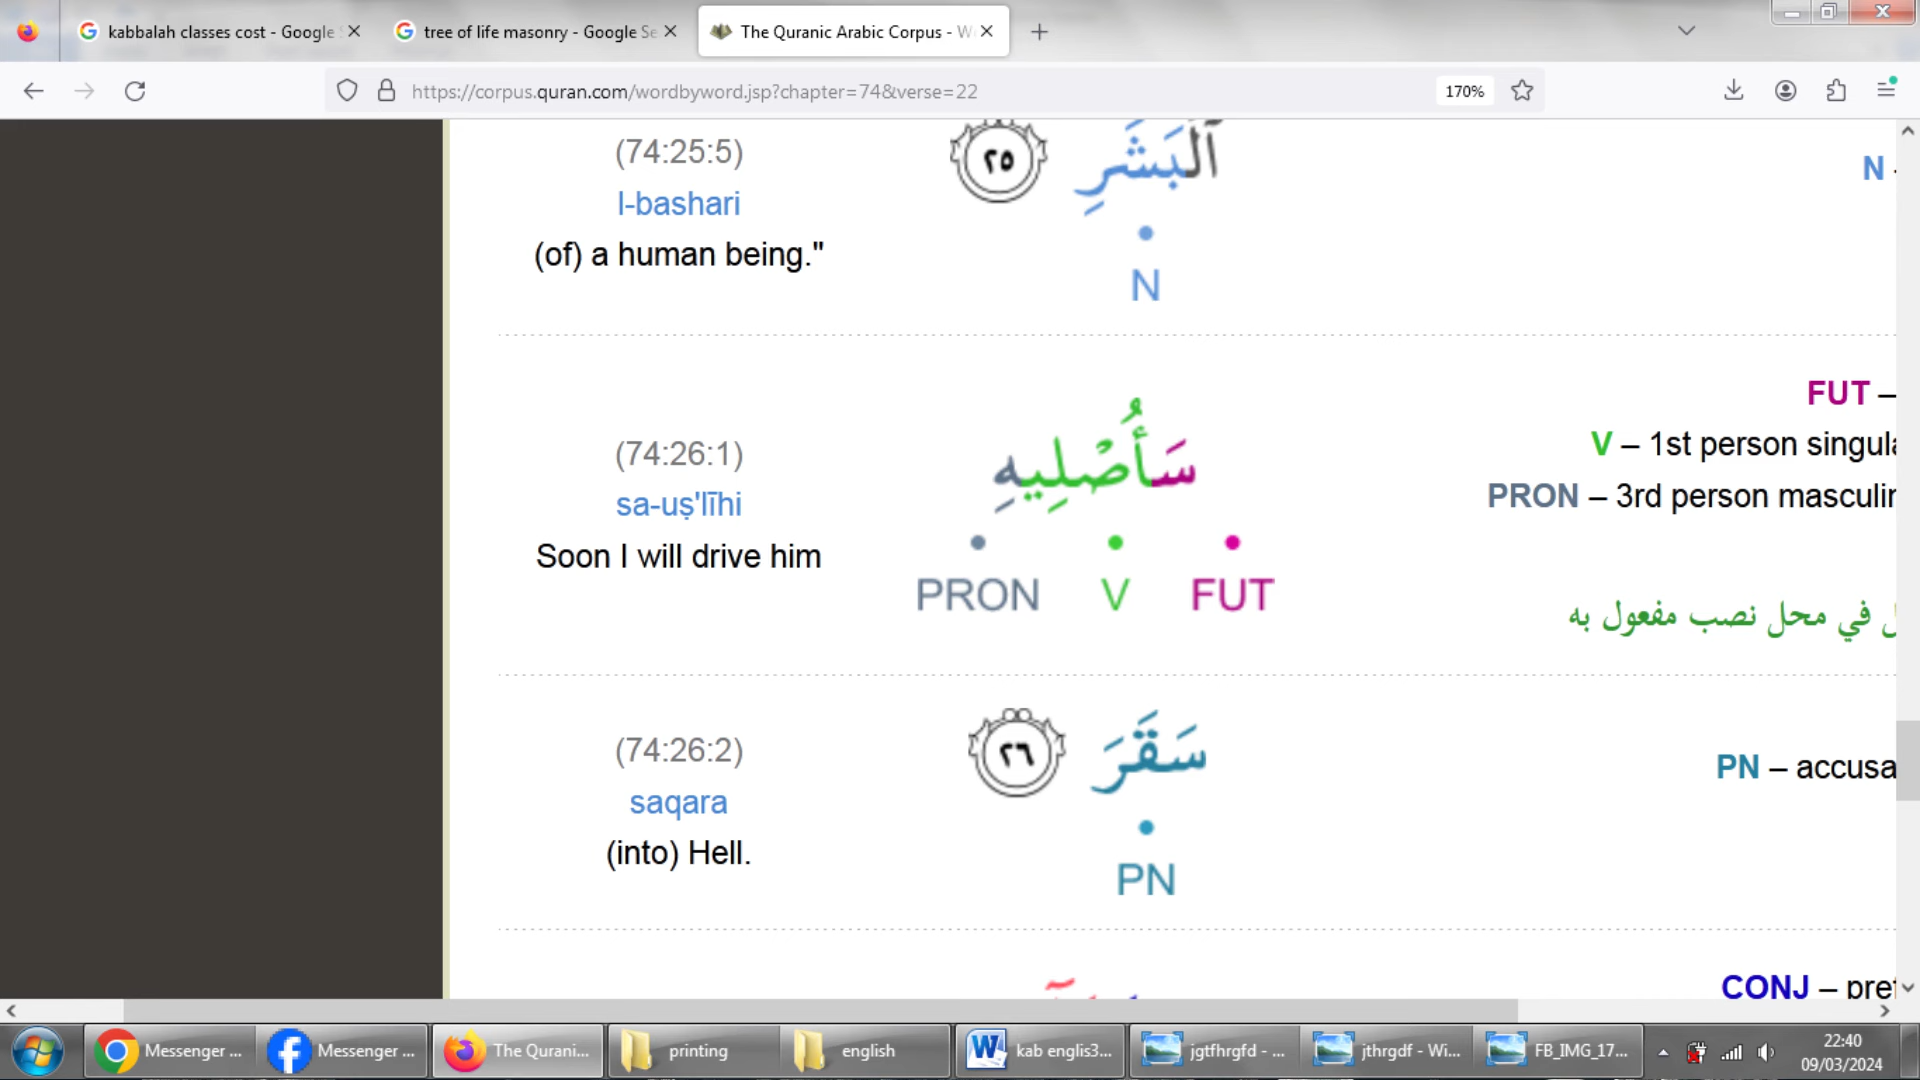 kabbalah classes cost - Google S
tree of life masonry - Google Se
The Quranic Arabic Corpus - W
https://corpus.quran.com/wordbyword.jsp?chapter=74&verse=22
170%
(74:25:5)
l-bashari
(of) a human being."
ٱلْبَشَرِ
٢٥
N
N -
(74:26:1)
sa-uṣ'līhi
Soon I will drive him
سَأُصْلِيهِ
PRON V FUT
FUT –
V – 1st person singula
PRON – 3rd person masculin
ل في محل نصب مفعول به
(74:26:2)
saqara
(into) Hell.
سَقَرَ
٢٦
PN
PN – accusa
CONJ – pref
Messenger ...
Messenger ...
The Qurani...
printing
english
kab englis3...
jgtfhrgfd - ...
jthrgdf - Wi...
FB_IMG_17...
22:40
09/03/2024